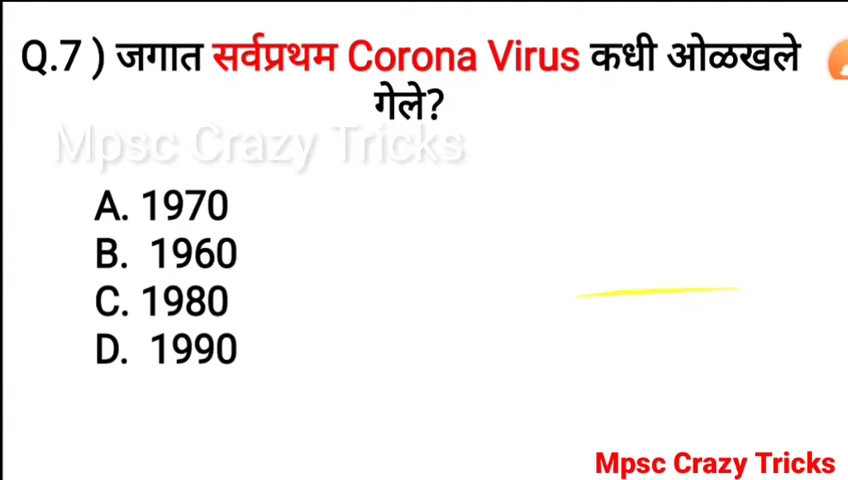 Q.7 ) जगात सर्वप्रथम Corona Virus कधी ओळखले
गेले?
Mpsc Crazy Tricks
A. 1970
B. 1960
C. 1980
D. 1990
Mpsc Crazy Tricks